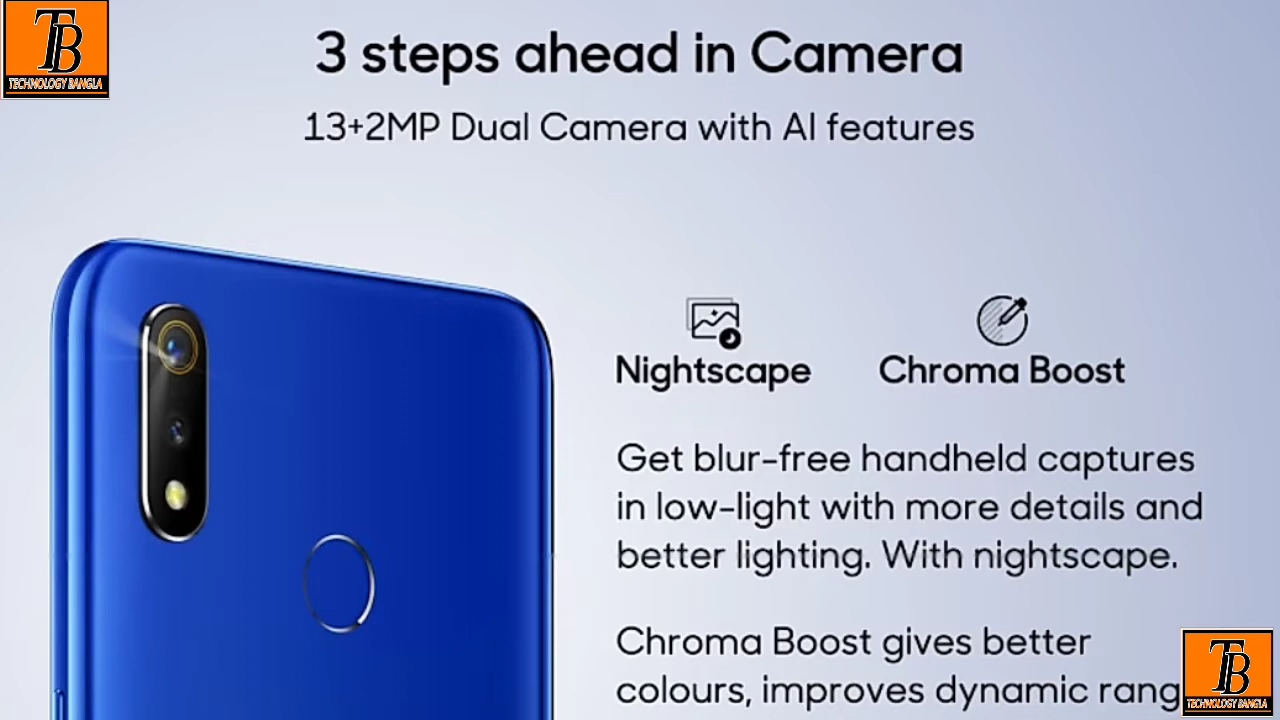 TB
TECHNOLOGY BANGLA
3 steps ahead in Camera
13+2MP Dual Camera with AI features
Nightscape
Chroma Boost
Get blur-free handheld captures
in low-light with more details and
better lighting. With nightscape.
Chroma Boost gives better
colours, improves dynamic rang
TB
TECHNOLOGY BANGLA